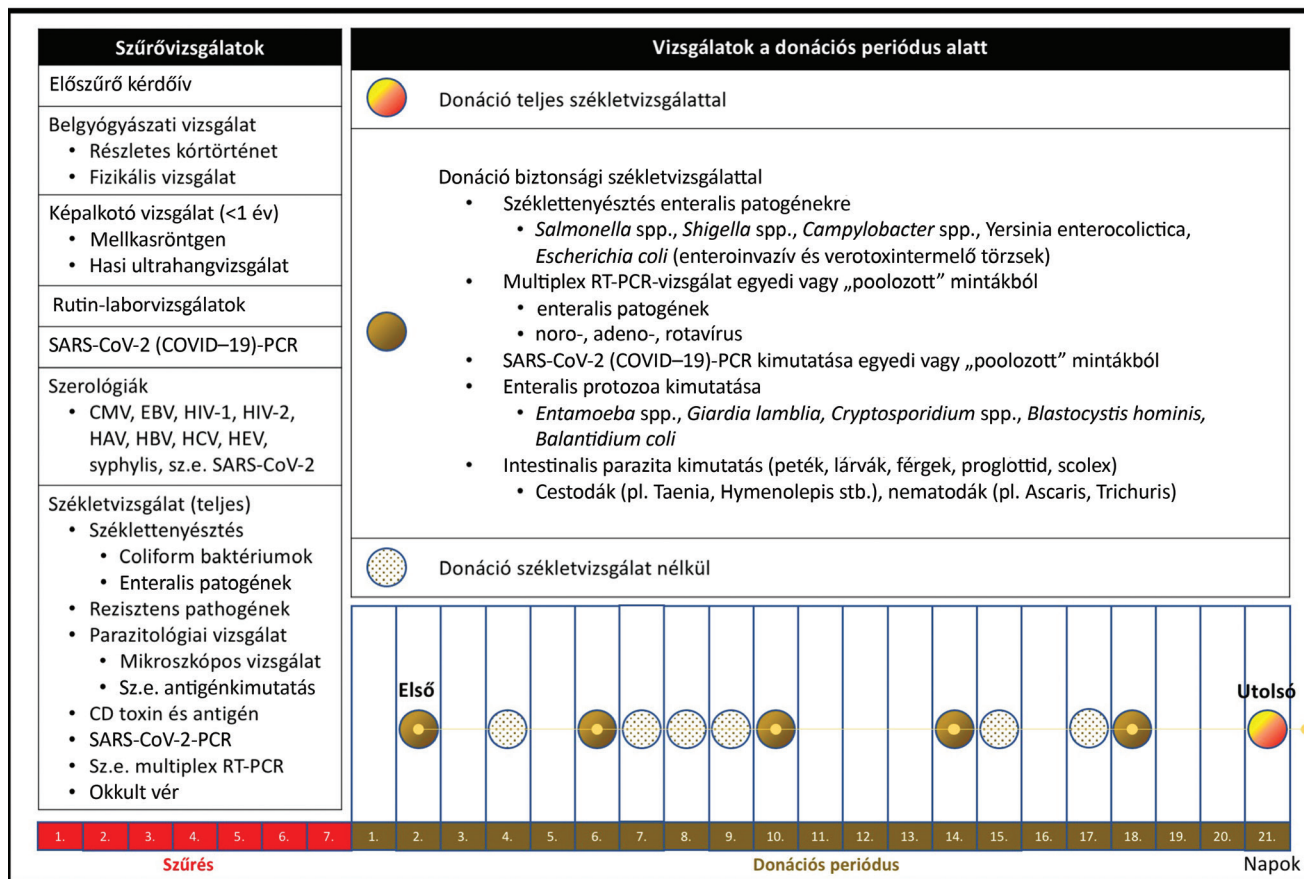 Szűrővizsgálatok
Előszűrő kérdőív
Belgyógyászati vizsgálat
• Részletes kórtörténet
• Fizikális vizsgálat
Képalkotó vizsgálat (<1 év)
• Mellkasröntgen
• Hasi ultrahangvizsgálat
Rutin-laborvizsgálatok
SARS-CoV-2 (COVID–19)-PCR
Szerológiák
• CMV, EBV, HIV-1, HIV-2,
HAV, HBV, HCV, HEV,
syphylis, sz.e. SARS-CoV-2
Székletvizsgálat (teljes)
• Széklettenyésztés
• Coliform baktériumok
• Enteralis patogének
• Rezisztens pathogének
• Parazitológiai vizsgálat
• Mikroszkópos vizsgálat
• Sz.e. antigénkimutatás
• CD toxin és antigén
• SARS-CoV-2-PCR
• Sz.e. multiplex RT-PCR
• Okkult vér
Vizsgálatok a donációs periódus alatt
Donáció teljes székletvizsgálattal
Donáció biztonsági székletvizsgálattal
• Széklettenyésztés enteralis patogénekre
• Salmonella spp., Shigella spp., Campylobacter spp., Yersinia enterocolictica,
Escherichia coli (enteroinvazív és verotoxintermelő törzsek)
• Multiplex RT-PCR-vizsgálat egyedi vagy „poolozott” mintákból
• enteralis patogének
• noro-, adeno-, rotavírus
• SARS-CoV-2 (COVID–19)-PCR kimutatása egyedi vagy „poolozott” mintákból
• Enteralis protozoa kimutatása
• Entamoeba spp., Giardia lamblia, Cryptosporidium spp., Blastocystis hominis,
Balantidium coli
• Intestinalis parazita kimutatás (peték, lárvák, férgek, proglottid, scolex)
• Cestodák (pl. Taenia, Hymenolepis stb.), nematodák (pl. Ascaris, Trichuris)
Donáció székletvizsgálat nélkül
Első Utolsó
1. 2. 3. 4. 5. 6. 7. 1. 2. 3. 4. 5. 6. 7. 8. 9. 10. 11. 12. 13. 14. 15. 16. 17. 18. 19. 20. 21.
Szűrés Donációs periódus Napok